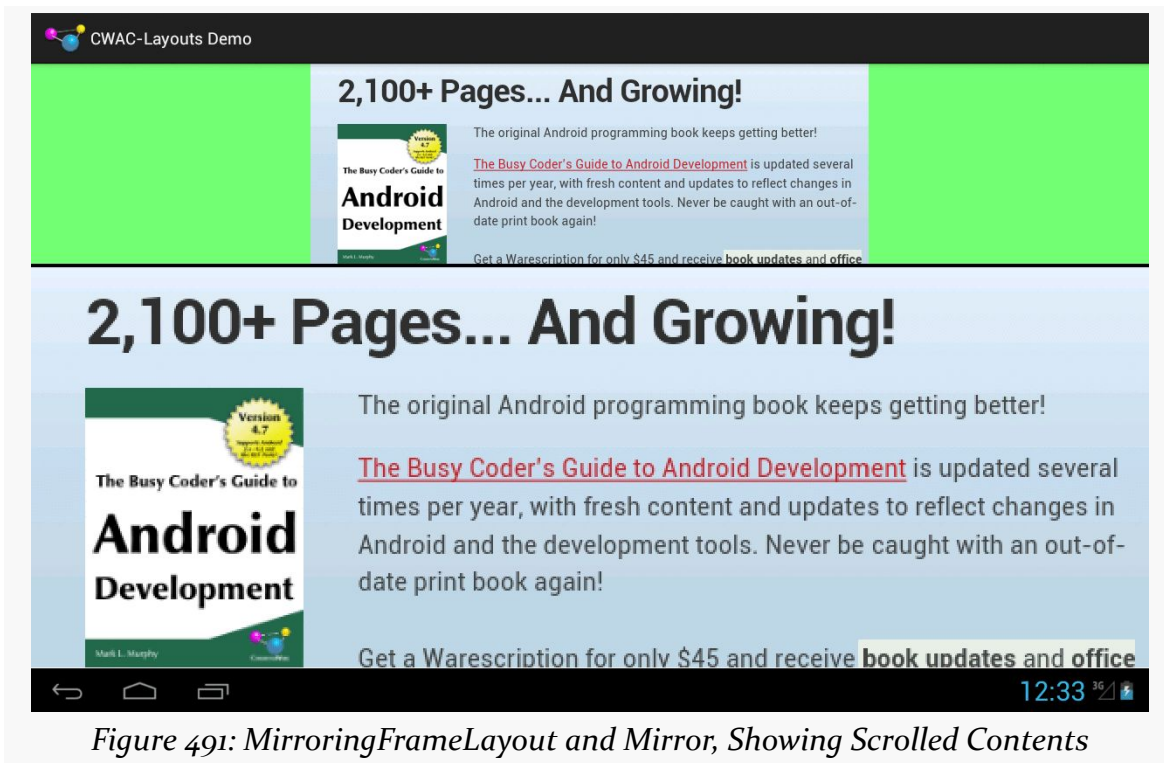 CWAC-Layouts Demo
2,100+ Pages... And Growing!
Version
4.7
The Busy Coder's Guide to
Android
Development
Mark L. Murphy
The original Android programming book keeps getting better!
The Busy Coder's Guide to Android Development is updated several
times per year, with fresh content and updates to reflect changes in
Android and the development tools. Never be caught with an out-of-
date print book again!
Get a Warescription for only $45 and receive book updates and office
2,100+ Pages... And Growing!
Version
4.7
The Busy Coder's Guide to
Android
Development
Mark L. Murphy
CommonsWare
The original Android programming book keeps getting better!
The Busy Coder's Guide to Android Development is updated several
times per year, with fresh content and updates to reflect changes in
Android and the development tools. Never be caught with an out-of-
date print book again!
Get a Warescription for only $45 and receive book updates and office
12:33 3G
Figure 491: MirroringFrameLayout and Mirror, Showing Scrolled Contents